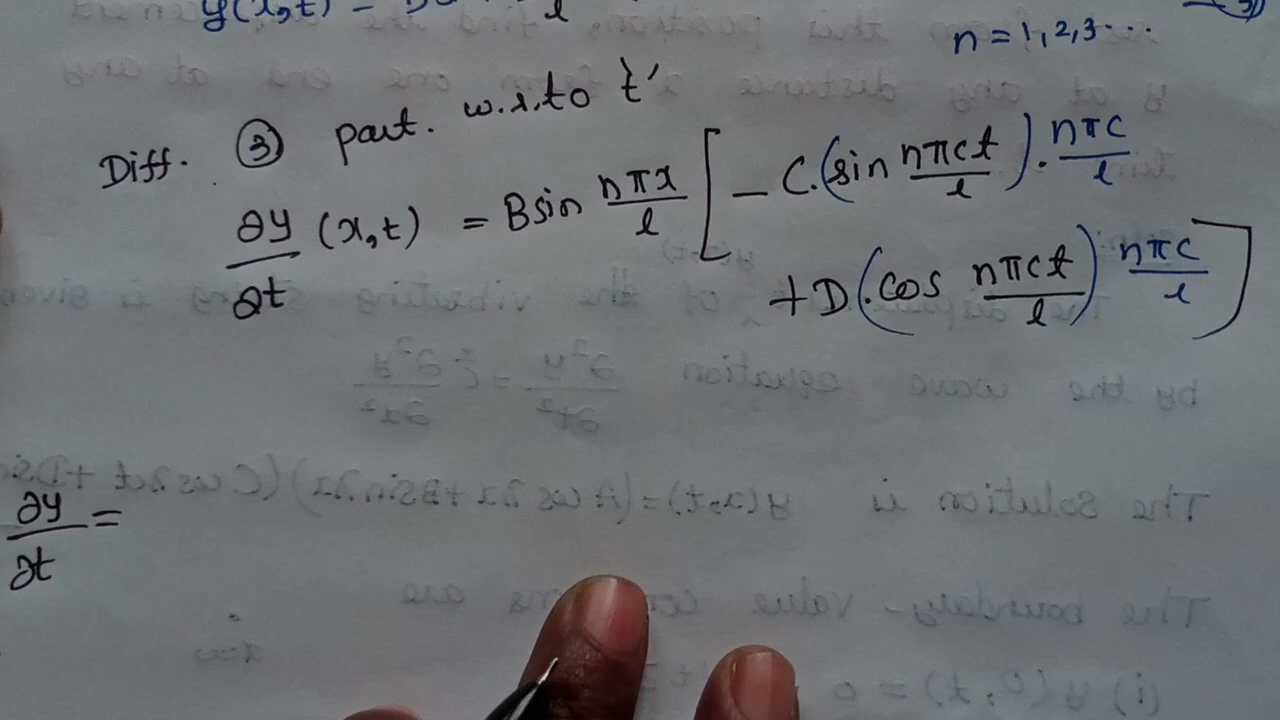 y(x,t) =
n = 1, 2, 3 ...
Diff. ③ part. w.r.to 't'
∂y/∂t (x,t) = B sin nπx/l [ - C.(sin nπct/l). nπc/l
+ D(.cos nπct/l) nπc/l ]
∂y/∂t =